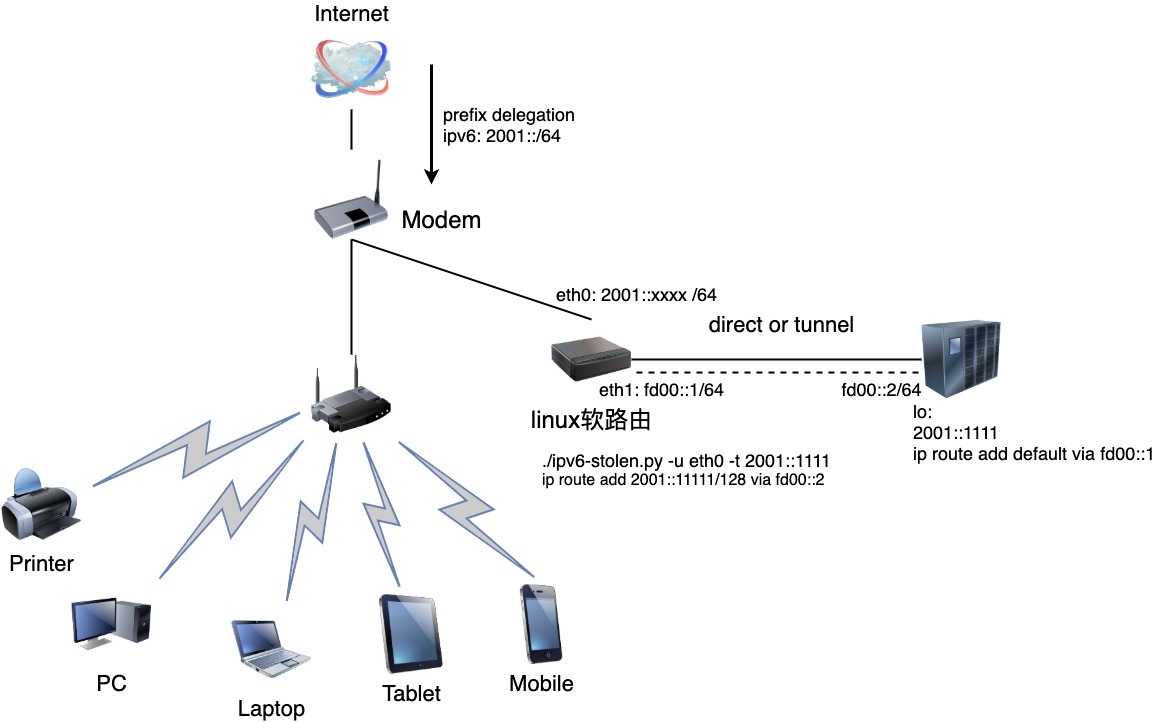 Internet
prefix delegation
ipv6: 2001::/64
Modem
eth0: 2001::xxxx /64
direct or tunnel
eth1: fd00::1/64
fd00::2/64
linux软路由
lo:
2001::1111
ip route add default via fd00::1
./ipv6-stolen.py -u eth0 -t 2001::1111
ip route add 2001::11111/128 via fd00::2
Printer
PC
Laptop
Tablet
Mobile